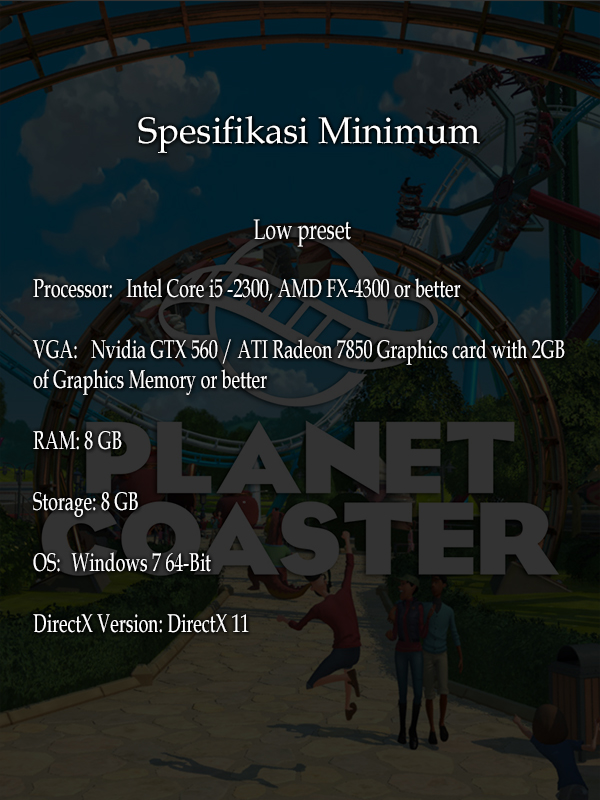 Spesifikasi Minimum
Low preset
Processor: Intel Core i5 -2300, AMD FX-4300 or better
VGA: Nvidia GTX 560 / ATI Radeon 7850 Graphics card with 2GB
of Graphics Memory or better
RAM: 8 GB
PLANET
Storage: 8 GB
COASTER
OS: Windows 7 64-Bit
DirectX Version: DirectX 11